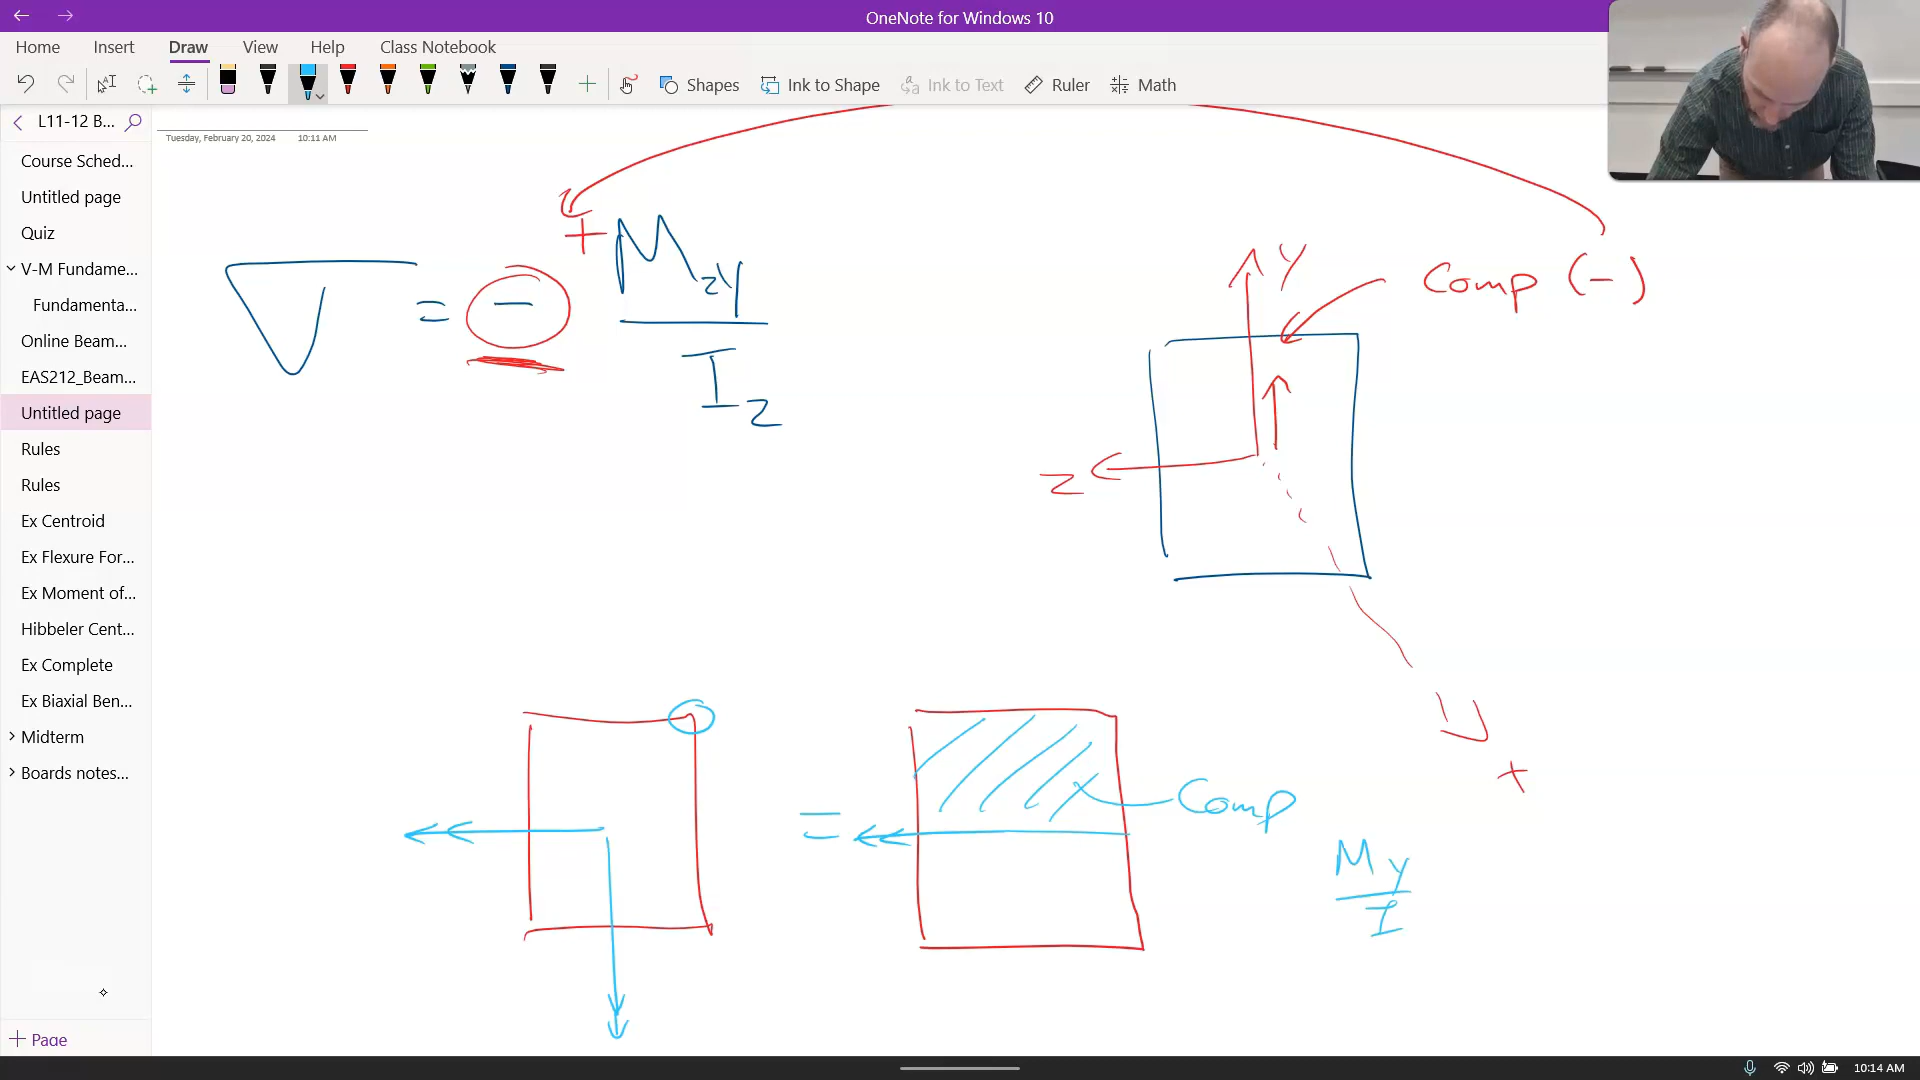 OneNote for Windows 10
Home Insert Draw View Help Class Notebook
Shapes Ink to Shape Ink to Text Ruler Math
L11-12 B...
Tuesday, February 20, 2024 10:11 AM
Course Sched...
Untitled page
Quiz
V-M Fundame...
Fundamenta...
Online Beam...
EAS212_Beam...
Untitled page
Rules
Rules
Ex Centroid
Ex Flexure For...
Ex Moment of...
Hibbeler Cent...
Ex Complete
Ex Biaxial Ben...
Midterm
Boards notes...
Page
+
= - Mzy
Iz
Y
Comp (-)
z
+
=
Comp
My
I
10:14 AM